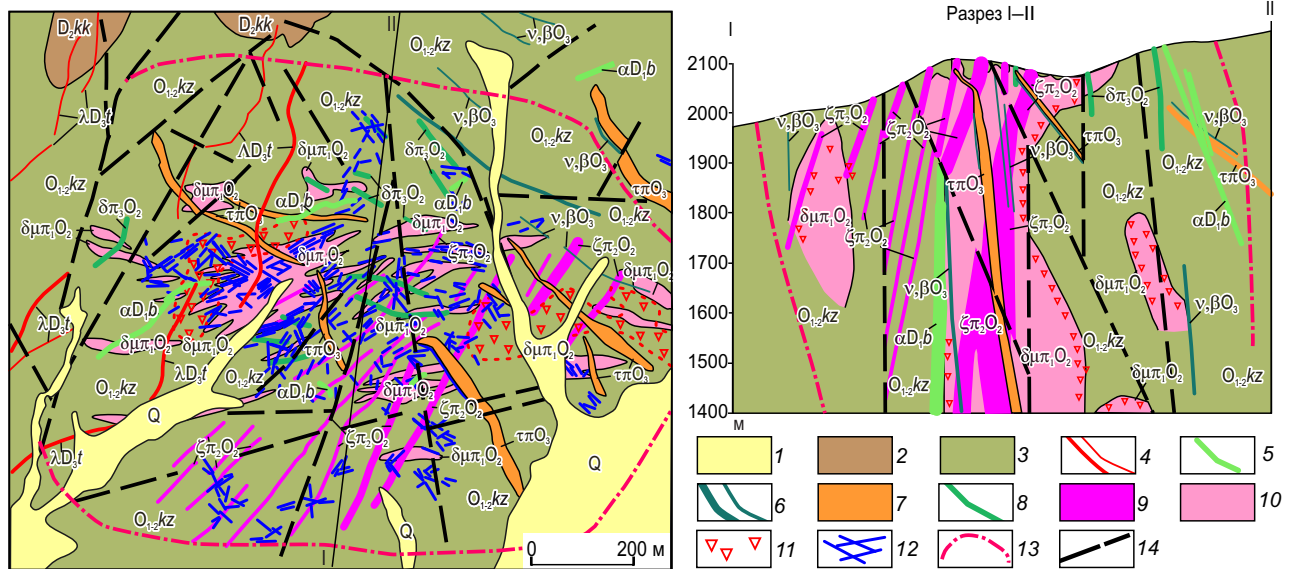 D₂kk
D₂kk
II
O₁₋₂kz
ν,βO₃
αD₁b
O₁₋₂kz
O₁₋₂kz
λD₃t
O₁₋₂kz
ν,βO₃
O₁₋₂kz
ΛD₃t
δμπ₁O₂
δπ₃O₂
O₁₋₂kz
δμπ₁O₂
αD₁b
αD₁b
τπO₃
δπ₃O₂
τπO
O₁₋₂kz
δμπ₁O₂
ν,βO₃
δμπ₁O₂
δμπ₁O₂
ζπ₂O₂
ζπ₂O₂
δμπ₁O₂
αD₁b
λD₃t
δμπ₁O₂
δμπ₁O₂
δμπ₁O₂
τπO₃
δμπ₁O₂
λD₃t
O₁₋₂kz
τπO₃
O₁₋₂kz
αD₁b
δμπ₁O₂
Q
ζπ₂O₂
ζπ₂O₂
ζπ₂O₂
τπO₃
λD₃t
δμπ₁O₂
Q
O₁₋₂kz
O₁₋₂kz
Q
I
0 200 м
Разрез I–II
I
II
2100
2000
1900
1800
1700
1600
1500
1400
м
ζπ₂O₂
δπ₃O₂
ζπ₂O₂
ν,βO₃
ν,βO₃
ζπ₂O₂
ζπ₂O₂
ν,βO₃
O₁₋₂kz
O₁₋₂kz
τπO₃
τπO₃
δμπ₁O₂
ζπ₂O₂
ζπ₂O₂
αD₁b
O₁₋₂kz
ν,βO₃
δμπ₁O₂
ν,βO₃
ζπ₂O₂
αD₁b
O₁₋₂kz
δμπ₁O₂
δμπ₁O₂
O₁₋₂kz
O₁₋₂kz
1
2
3
4
5
6
7
8
9
10
11
12
13
14